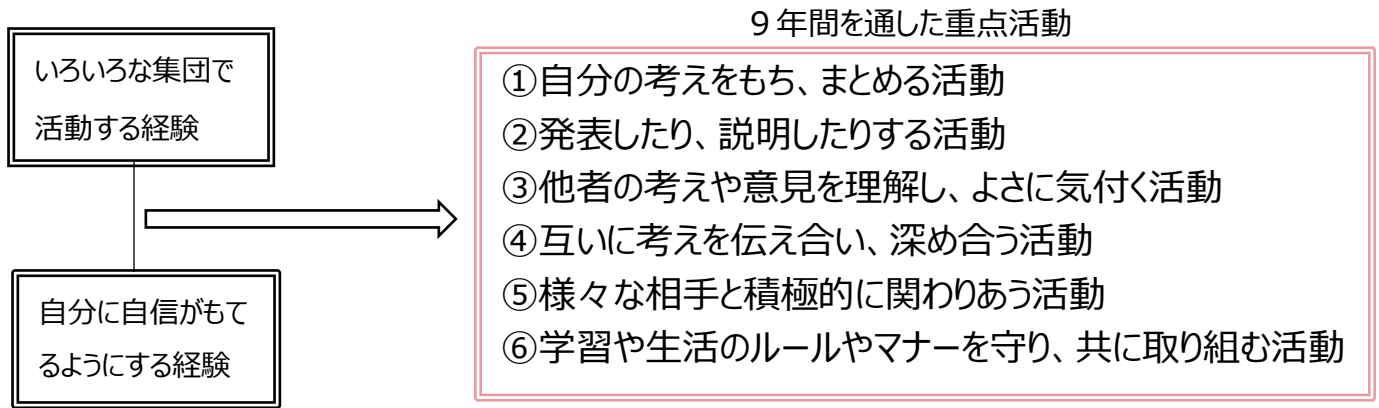 いろいろな集団で
活動する経験
自分に自信がもて
るようにする経験
９年間を通した重点活動
①自分の考えをもち、まとめる活動
②発表したり、説明したりする活動
③他者の考えや意見を理解し、よさに気付く活動
④互いに考えを伝え合い、深め合う活動
⑤様々な相手と積極的に関わりあう活動
⑥学習や生活のルールやマナーを守り、共に取り組む活動